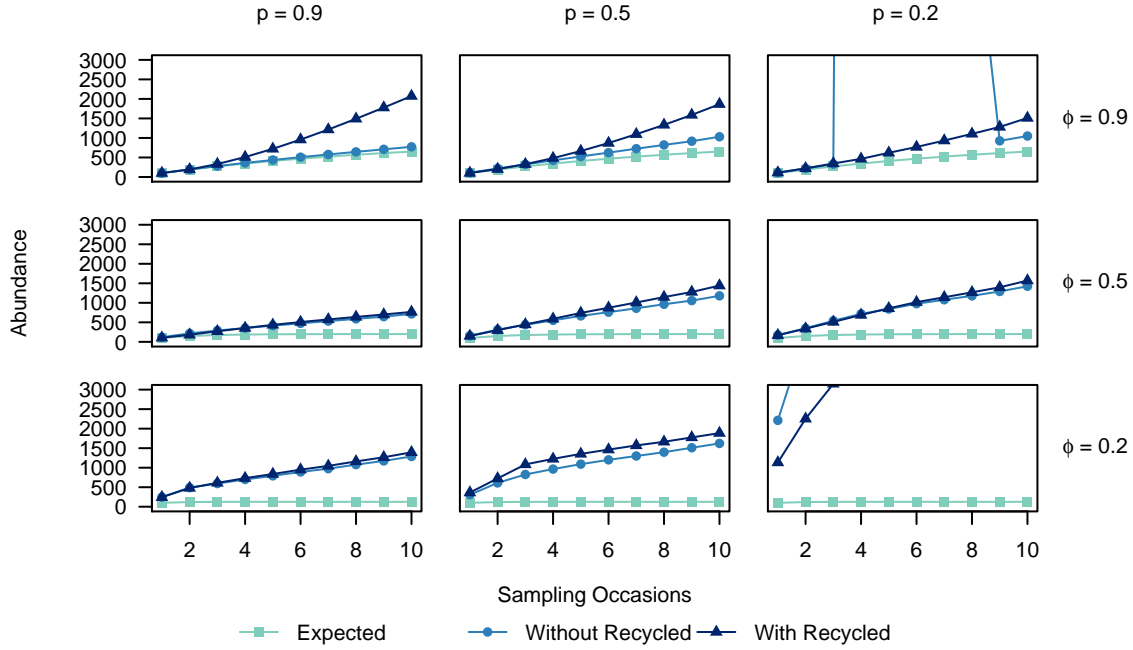 p = 0.9 p = 0.5 p = 0.2
3000
2500
2000
1500
1000
500
0
ϕ = 0.9
3000
2500
2000
1500
1000
500
0
ϕ = 0.5
3000
2500
2000
1500
1000
500
0
ϕ = 0.2
Abundance
2 4 6 8 10 2 4 6 8 10 2 4 6 8 10
Sampling Occasions
Expected Without Recycled With Recycled